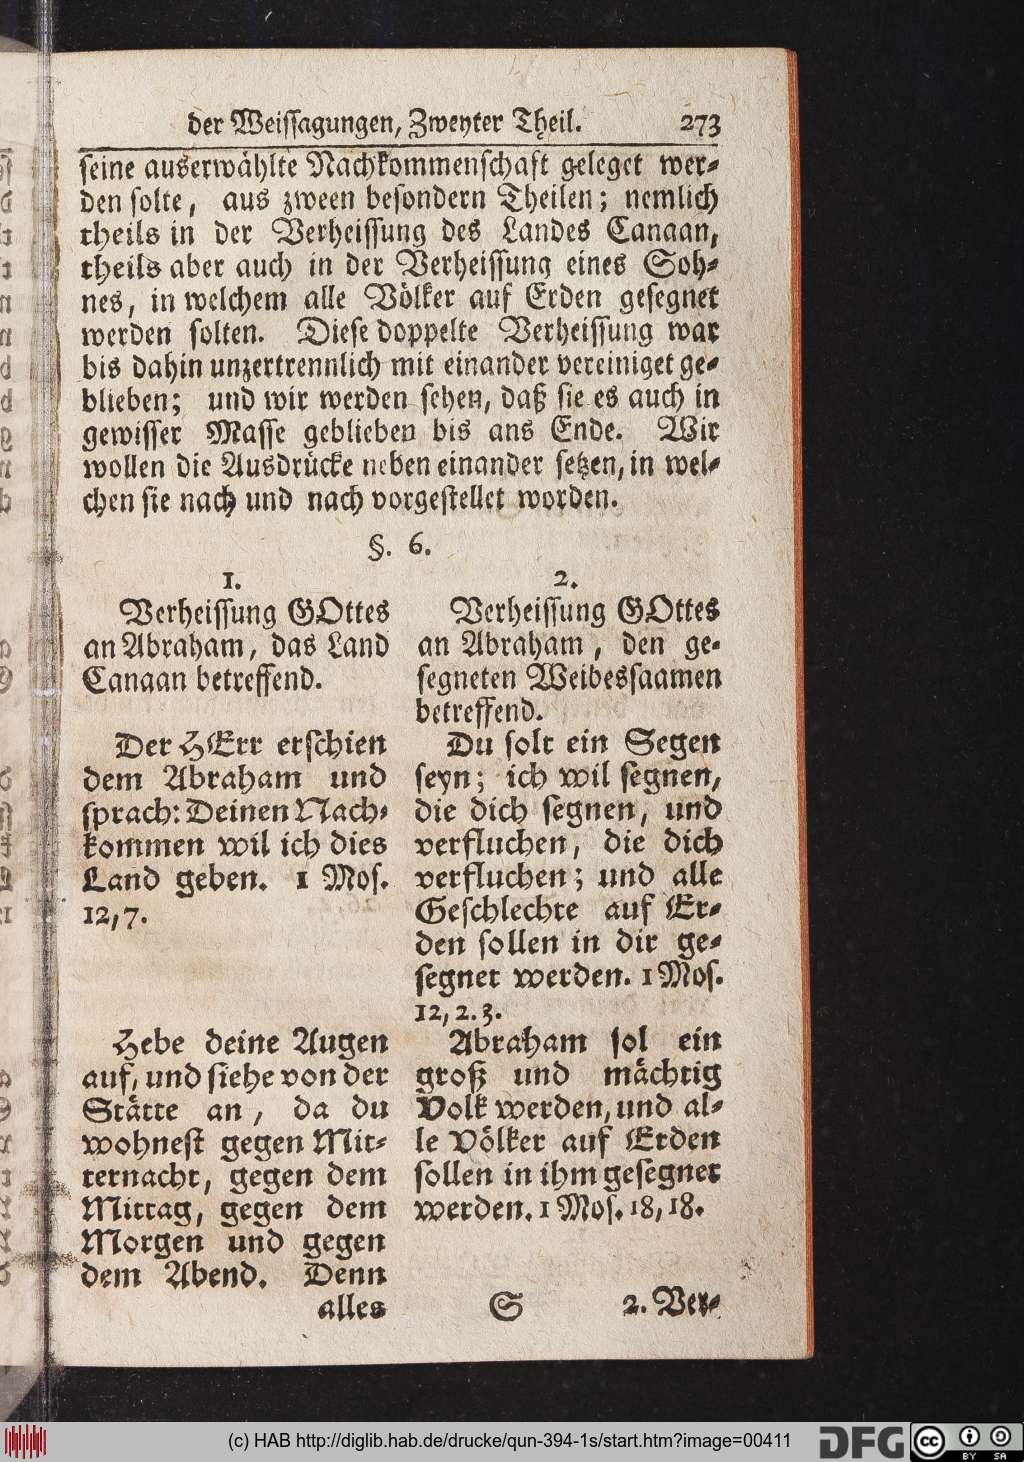 der Weissagungen, Zweyter Theil. 273
seine auserwählte Nachkommenschaft geleget wer-
den solte, aus zween besondern Theilen; nemlich
theils in der Verheissung des Landes Canaan,
theils aber auch in der Verheissung eines Soh-
nes, in welchem alle Völker auf Erden gesegnet
werden solten. Diese doppelte Verheissung war
bis dahin unzertrennlich mit einander vereiniget ge-
blieben; und wir werden sehen, daß sie es auch in
gewisser Masse geblieben bis ans Ende. Wir
wollen die Ausdrücke neben einander setzen, in wel-
chen sie nach und nach vorgestellet worden.
§. 6.
1.
Verheissung GOttes
an Abraham, das Land
Canaan betreffend.
Der HErr erschien
dem Abraham und
sprach: Deinen Nach-
kommen wil ich dies
Land geben. 1 Mos.
12, 7.
Hebe deine Augen
auf, und siehe von der
Stätte an, da du
wohnest gegen Mit-
ternacht, gegen dem
Mittag, gegen dem
Morgen und gegen
dem Abend. Denn
alles
2.
Verheissung GOttes
an Abraham, den ge-
segneten Weibessaamen
betreffend.
Du solt ein Segen
seyn; ich wil segnen,
die dich segnen, und
verfluchen, die dich
verfluchen; und alle
Geschlechte auf Er-
den sollen in dir ge-
segnet werden. 1 Mos.
12, 2. 3.
Abraham sol ein
groß und mächtig
Volk werden, und al-
le Völker auf Erden
sollen in ihm gesegnet
werden. 1 Mos. 18, 18.
S 2. Ver-
(c) HAB http://diglib.hab.de/drucke/qun-394-1s/start.htm?image=00411
DFG
cc
BY SA